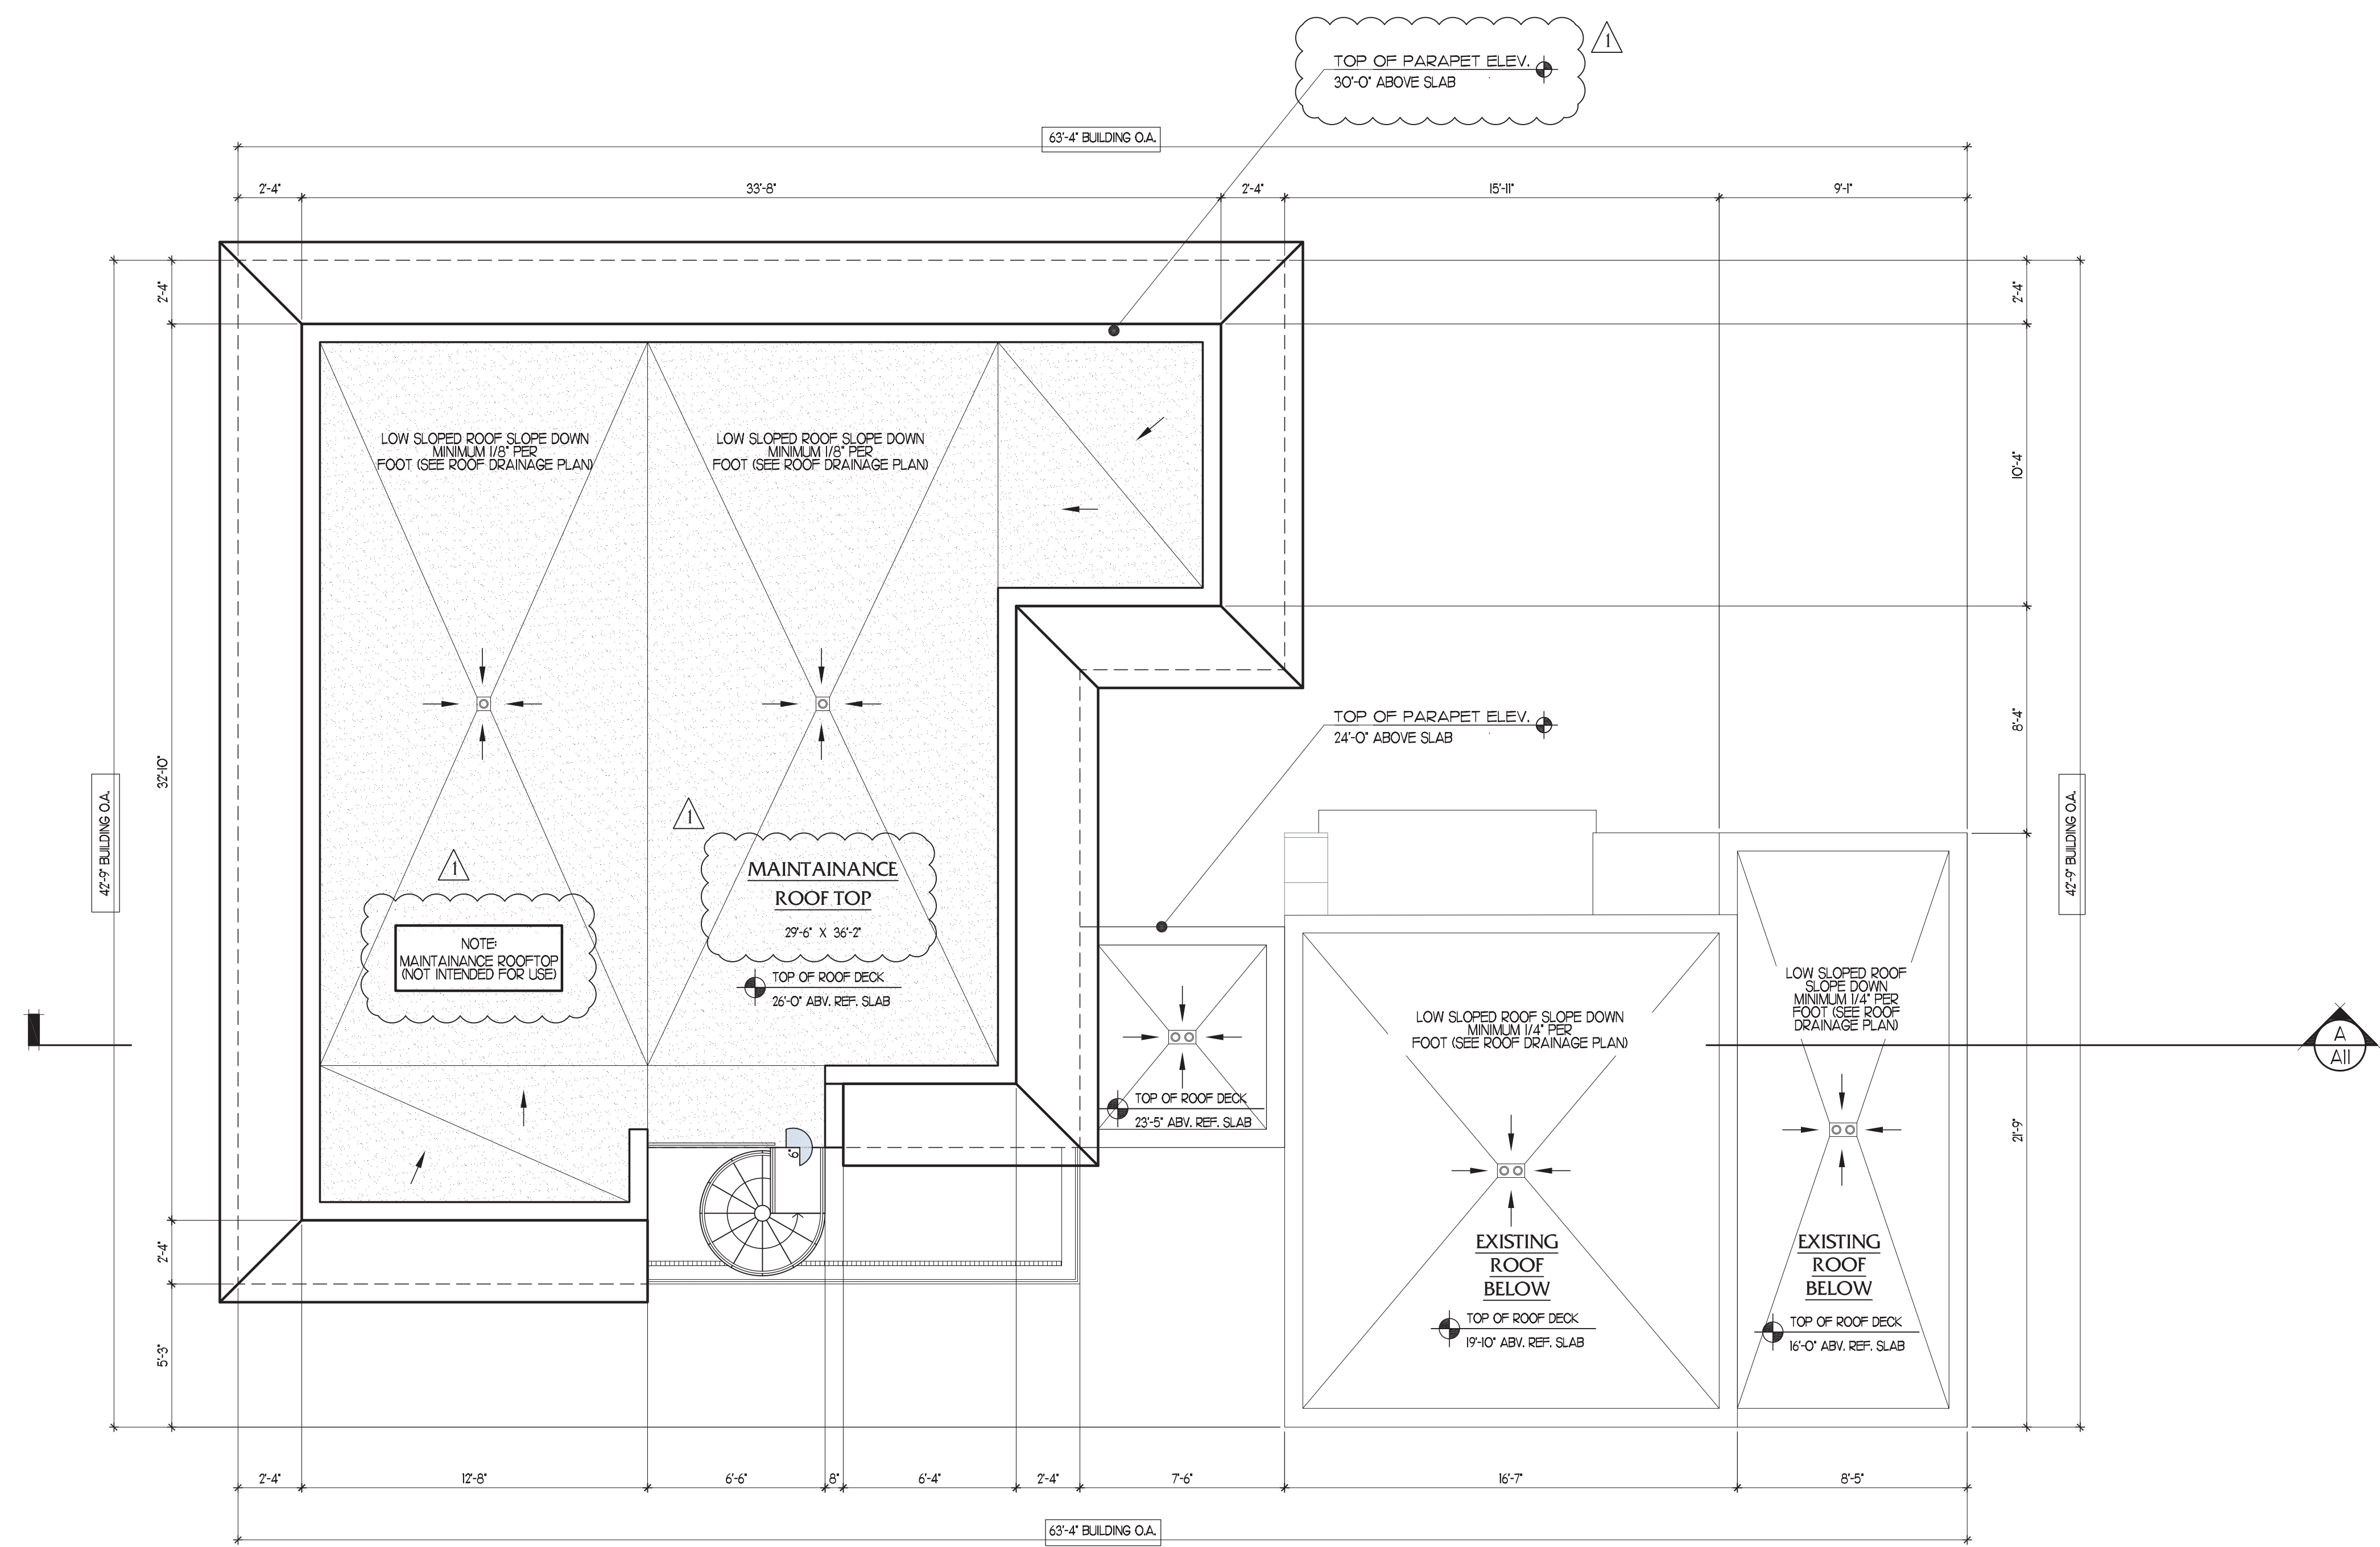 TOP OF PARAPET ELEV.
30'-0" ABOVE SLAB
1
63'-4" BUILDING O.A.
2'-4"
33'-8"
2'-4"
15'-11"
9'-1"
2'-4"
2'-4"
LOW SLOPED ROOF SLOPE DOWN
MINIMUM 1/8" PER
FOOT (SEE ROOF DRAINAGE PLAN)
LOW SLOPED ROOF SLOPE DOWN
MINIMUM 1/8" PER
FOOT (SEE ROOF DRAINAGE PLAN)
10'-4"
TOP OF PARAPET ELEV.
24'-0" ABOVE SLAB
8'-4"
32'-10"
42'-9" BUILDING O.A.
42'-9" BUILDING O.A.
1
1
MAINTAINANCE
ROOF TOP
29'-6" X 36'-2"
NOTE:
MAINTAINANCE ROOFTOP
(NOT INTENDED FOR USE)
TOP OF ROOF DECK
26'-0" ABV. REF. SLAB
LOW SLOPED ROOF
SLOPE DOWN
MINIMUM 1/4" PER
FOOT (SEE ROOF
DRAINAGE PLAN)
LOW SLOPED ROOF SLOPE DOWN
MINIMUM 1/4" PER
FOOT (SEE ROOF DRAINAGE PLAN)
A
A11
TOP OF ROOF DECK
23'-5" ABV. REF. SLAB
6"
21'-9"
2'-4"
EXISTING
ROOF
BELOW
EXISTING
ROOF
BELOW
TOP OF ROOF DECK
19'-10" ABV. REF. SLAB
TOP OF ROOF DECK
16'-0" ABV. REF. SLAB
5'-3"
2'-4"
12'-8"
6'-6"
8"
6'-4"
2'-4"
7'-6"
16'-7"
8'-5"
63'-4" BUILDING O.A.